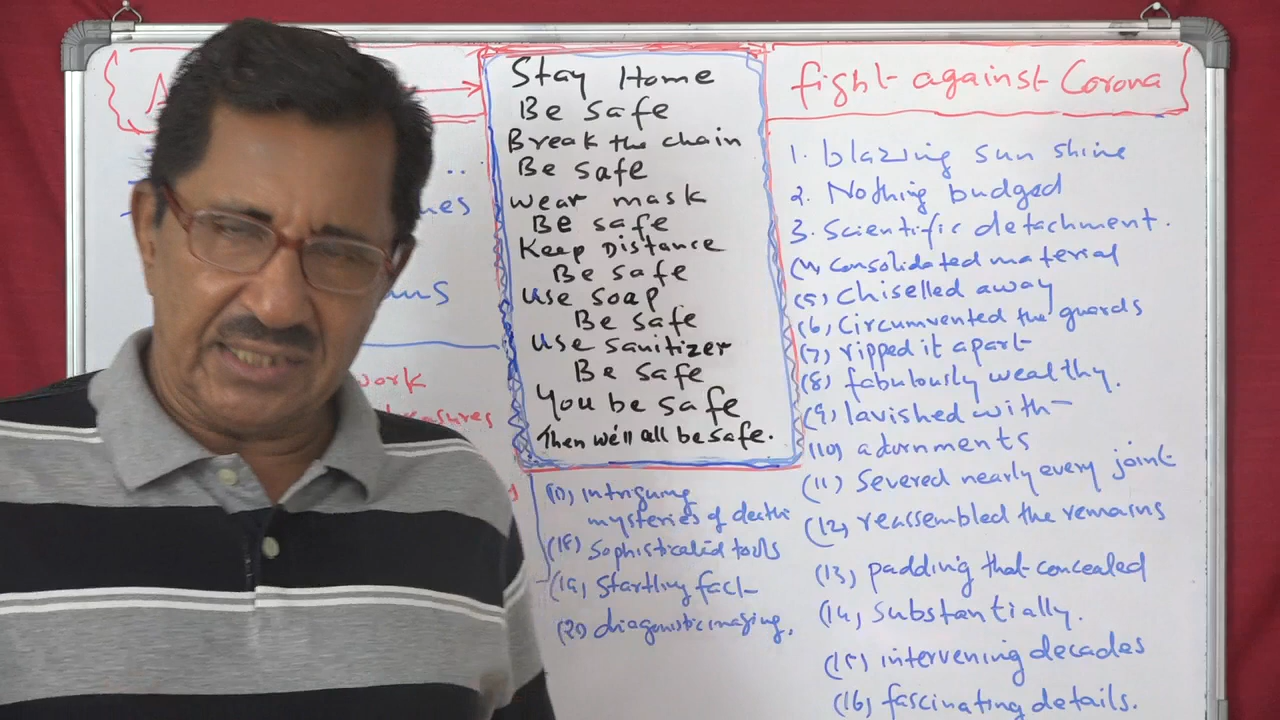 Stay Home
Be safe
Break the chain
Be safe
wear mask
Be safe
Keep Distance
Be safe
Use soap
Be safe
Use sanitizer
Be safe
You be safe
Then we'll all be safe.
fight against Corona
1. blazing sun shine
2. Nothing budged
3. Scientific detachment.
(4) Consolidated material
(5) Chiselled away
(6) Circumvented the guards
(7) ripped it apart
(8) fabulously wealthy.
(9) lavished with
(10) adornments
(11) Severed nearly every joint
(12) reassembled the remains
(13) padding that concealed
(14) Substantially.
(15) intervening decades
(16) fascinating details.
intriguing
mysteries of death
(18) Sophisticated tools
(19) Startling fact
(20) diagonistic imaging.